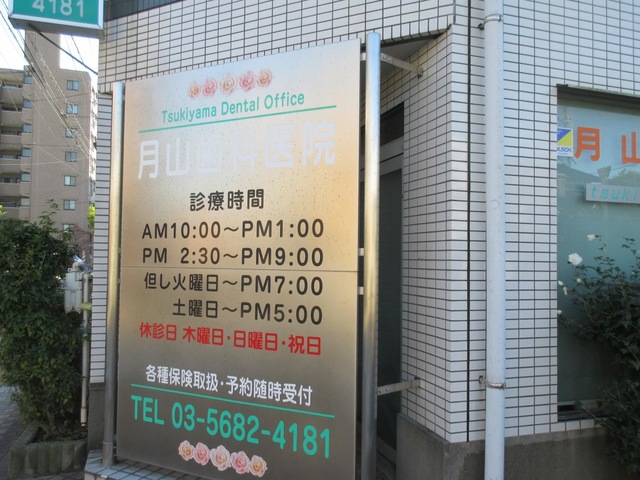 4181
Tsukiyama Dental Office
月山歯科医院
診療時間
AM10:00～PM1:00
PM 2:30～PM9:00
但し火曜日～PM7:00
土曜日～PM5:00
休診日 木曜日・日曜日・祝日
各種保険取扱・予約随時受付
TEL 03-5682-4181
月山
tsuki